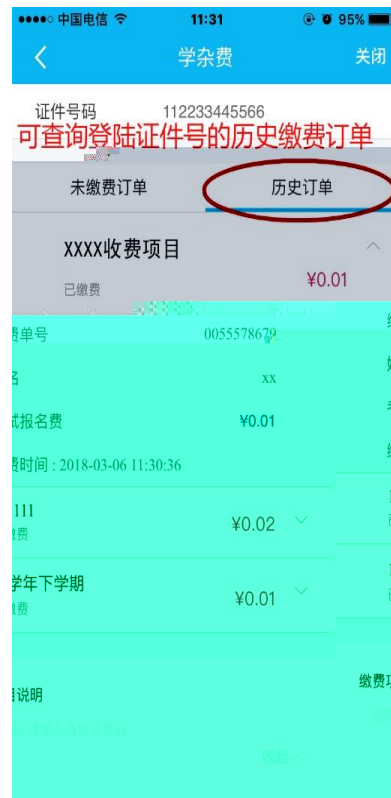 中国电信 11:31 95%
学杂费 关闭
证件号码 112233445566
可查询登陆证件号的历史缴费订单
未缴费订单 历史订单
XXXX收费项目
已缴费 ¥0.01
费单号 0055578679
名 xx
试报名费 ¥0.01
费时间 : 2018-03-06 11:30:36
111
缴费 ¥0.02
学年下学期
缴费 ¥0.01
目说明 缴费项
收起